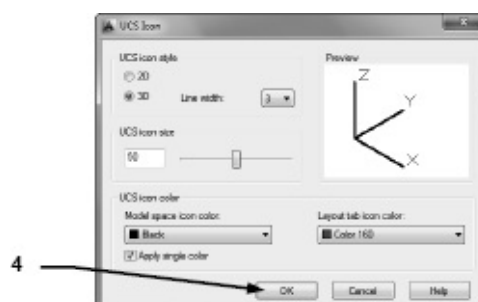 UCS Icon
UCS icon style
2D
3D
Line width:
3
Preview
Z
Y
X
UCS icon size
50
UCS icon color
Model space icon color:
Black
Layout tab icon color:
Color 160
Apply single color
4
OK
Cancel
Help